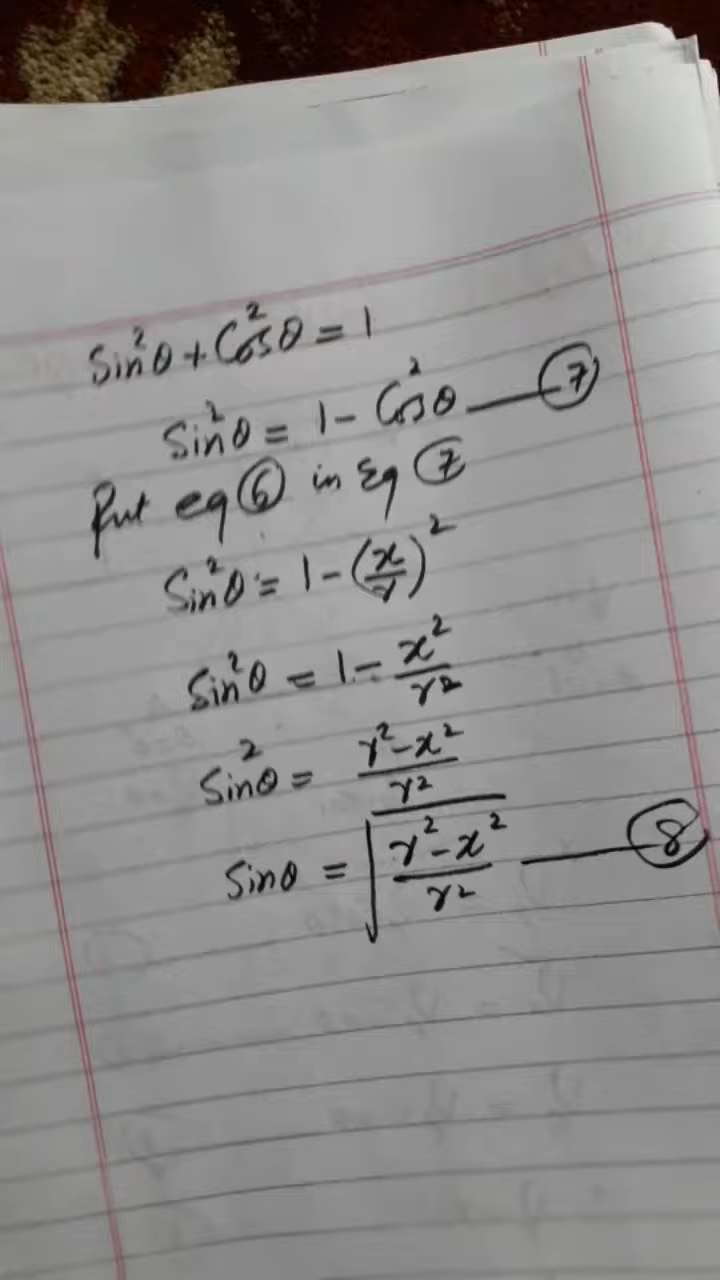 Sin²θ + Cos²θ = 1
Sin²θ = 1 - Cos²θ — ⑦
Put eq ⑥ in Eq ⑦
Sin²θ = 1 - (x/r)²
Sin²θ = 1 - x²/r²
Sin²θ = r²-x²/r²
Sinθ = √(r²-x²/r²) — ⑧